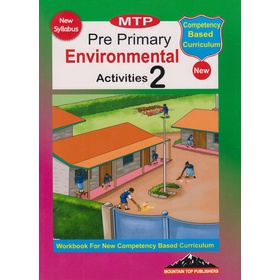 MTP
New
Syllabus
Pre Primary
Environmental
Activities 2
Competency
Based
Curriculum
New
Workbook For New Competency Based Curriculum
MOUNTAIN TOP PUBLISHERS